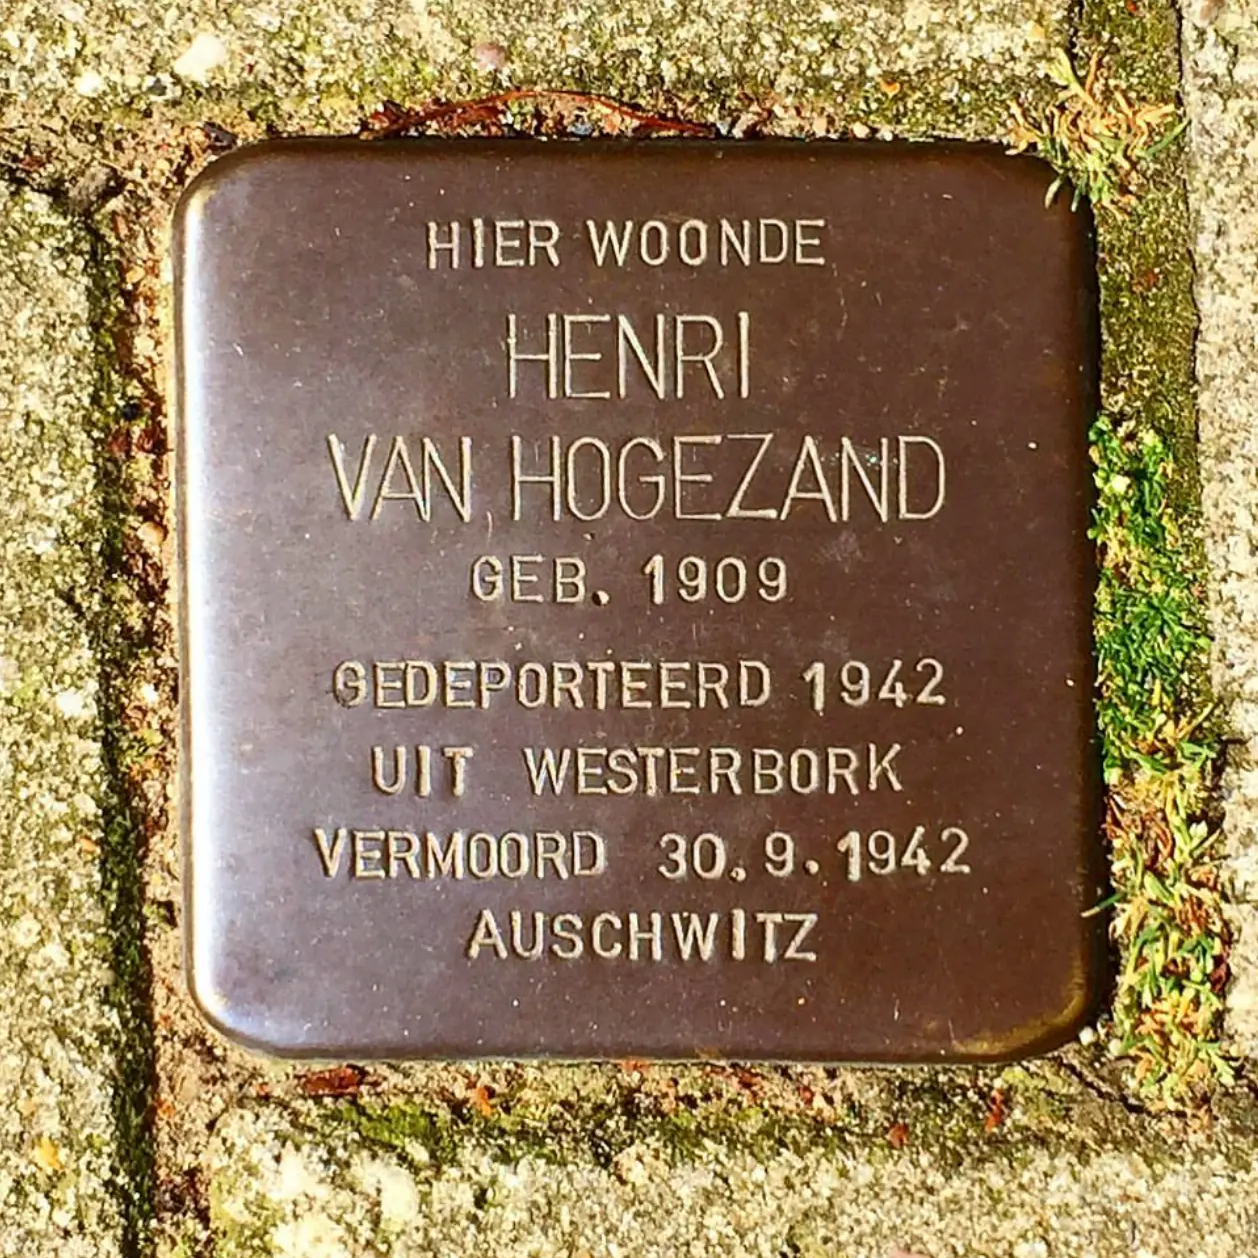 HIER WOONDE
HENRI
VAN HOGEZAND
GEB. 1909
GEDEPORTEERD 1942
UIT WESTERBORK
VERMOORD 30.9.1942
AUSCHWITZ